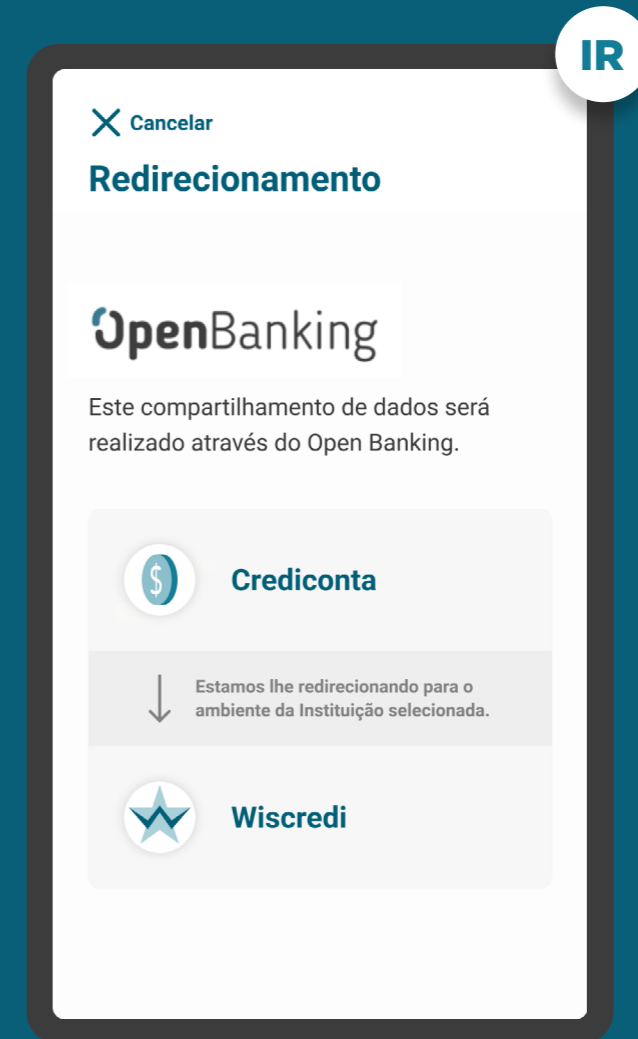 IR
Cancelar
Redirecionamento
OpenBanking
Este compartilhamento de dados será
realizado através do Open Banking.
$
Crediconta
Estamos lhe redirecionando para o
ambiente da Instituição selecionada.
Wiscredi